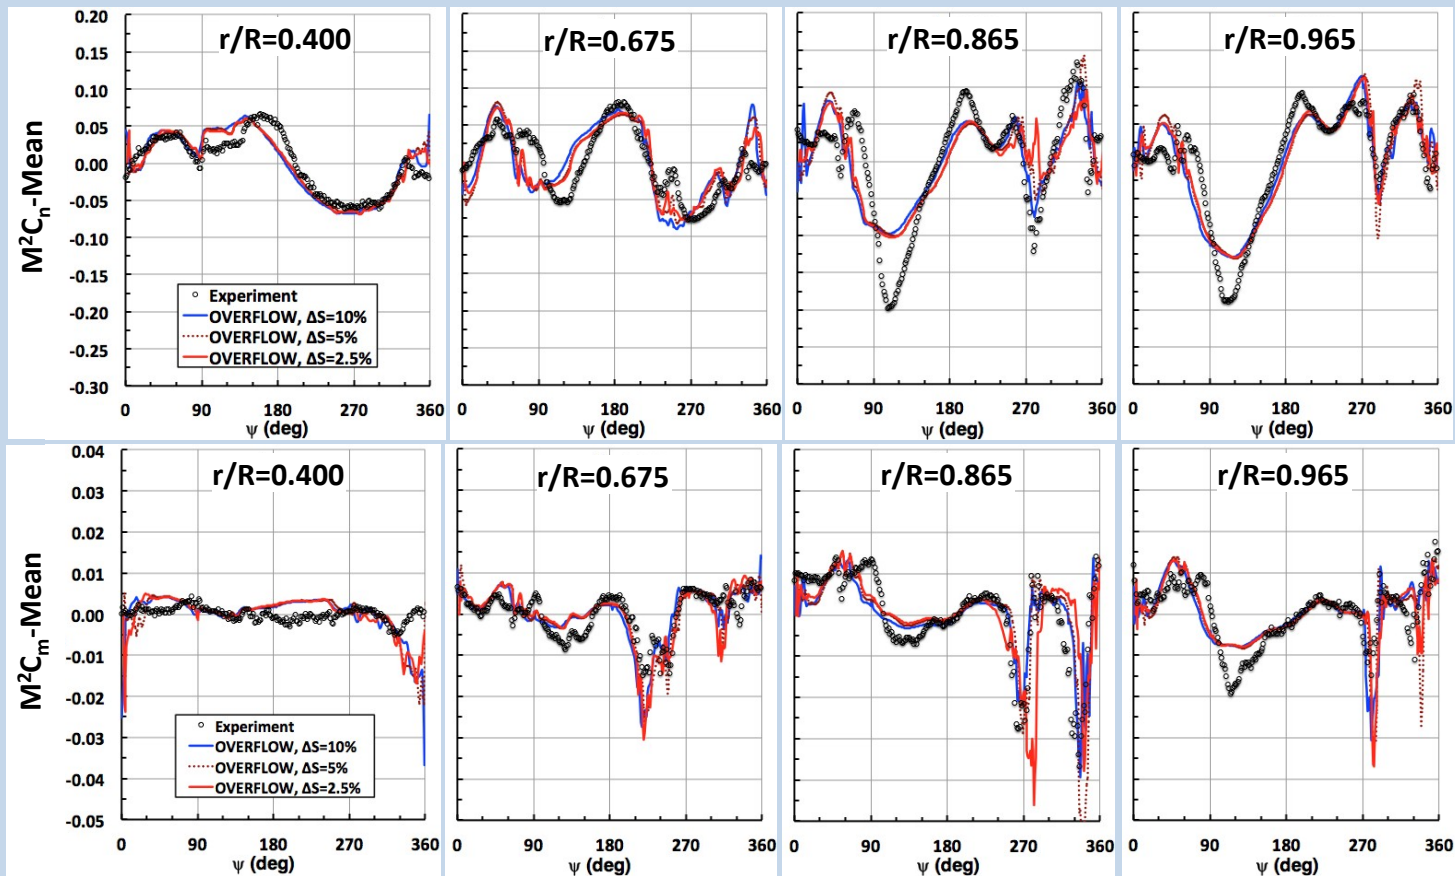 r/R=0.400
r/R=0.675
r/R=0.865
r/R=0.965
M²Cn-Mean
0.20
0.15
0.10
0.05
0.00
-0.05
-0.10
-0.15
-0.20
-0.25
-0.30
Experiment
OVERFLOW, ΔS=10%
OVERFLOW, ΔS=5%
OVERFLOW, ΔS=2.5%
0 90 180 270 360
0 90 180 270 360
0 90 180 270 360
0 90 180 270 360
ψ (deg)
ψ (deg)
ψ (deg)
ψ (deg)
r/R=0.400
r/R=0.675
r/R=0.865
r/R=0.965
M²Cm-Mean
0.04
0.03
0.02
0.01
0.00
-0.01
-0.02
-0.03
-0.04
-0.05
Experiment
OVERFLOW, ΔS=10%
OVERFLOW, ΔS=5%
OVERFLOW, ΔS=2.5%
0 90 180 270 360
0 90 180 270 360
0 90 180 270 360
0 90 180 270 360
ψ (deg)
ψ (deg)
ψ (deg)
ψ (deg)